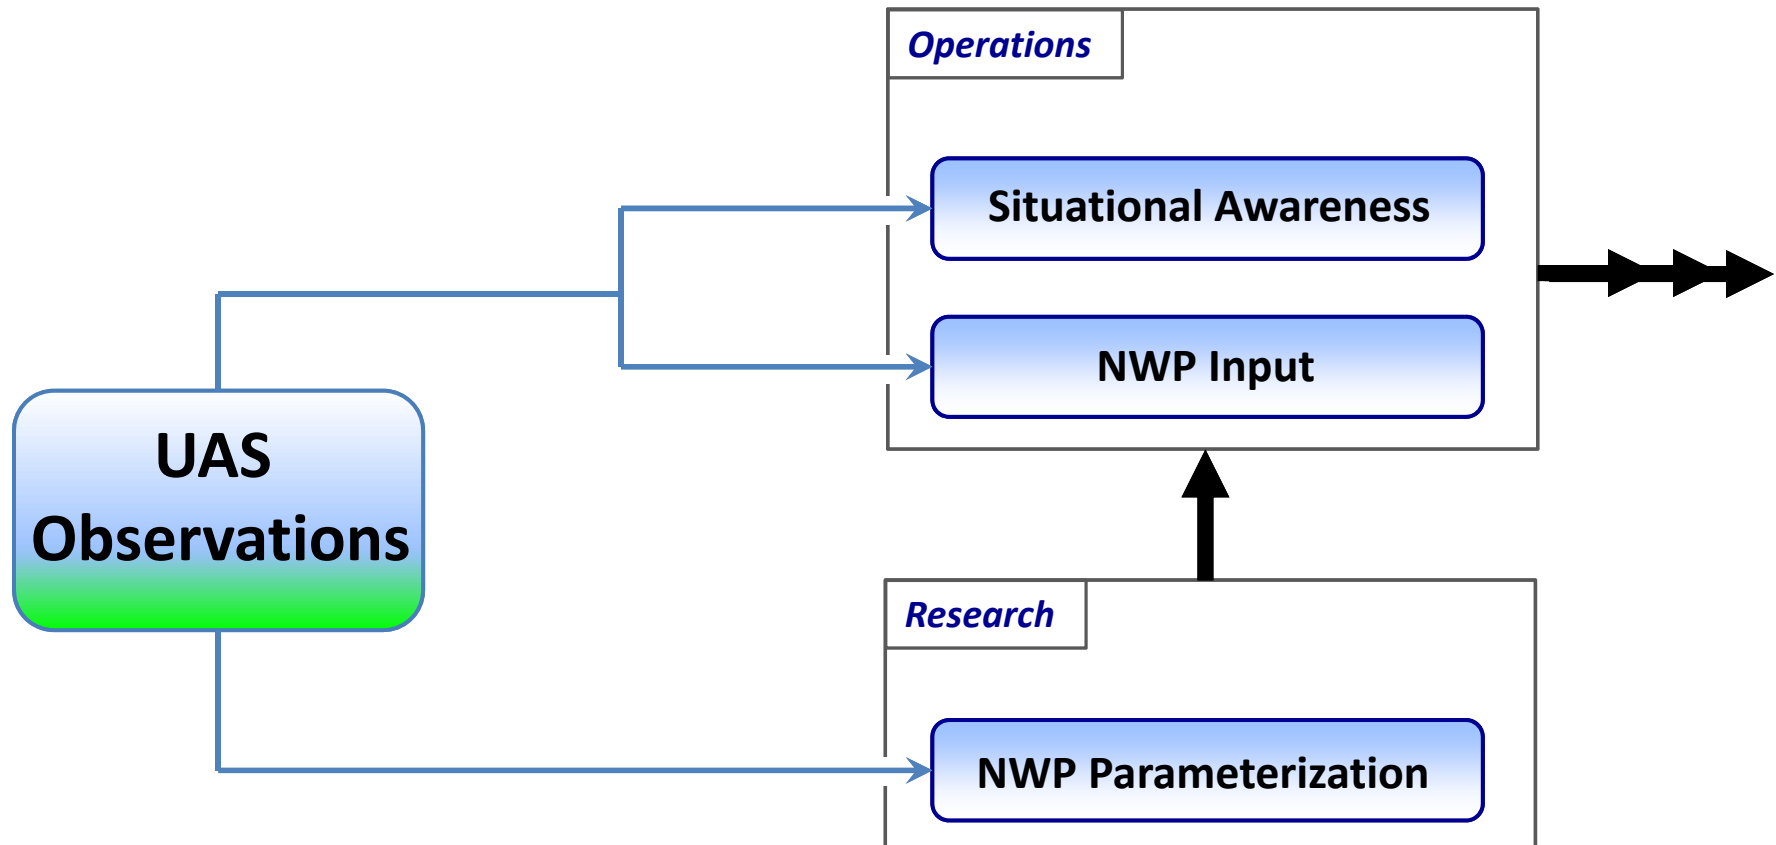 Operations
Situational Awareness
NWP Input
UAS
Observations
Research
NWP Parameterization